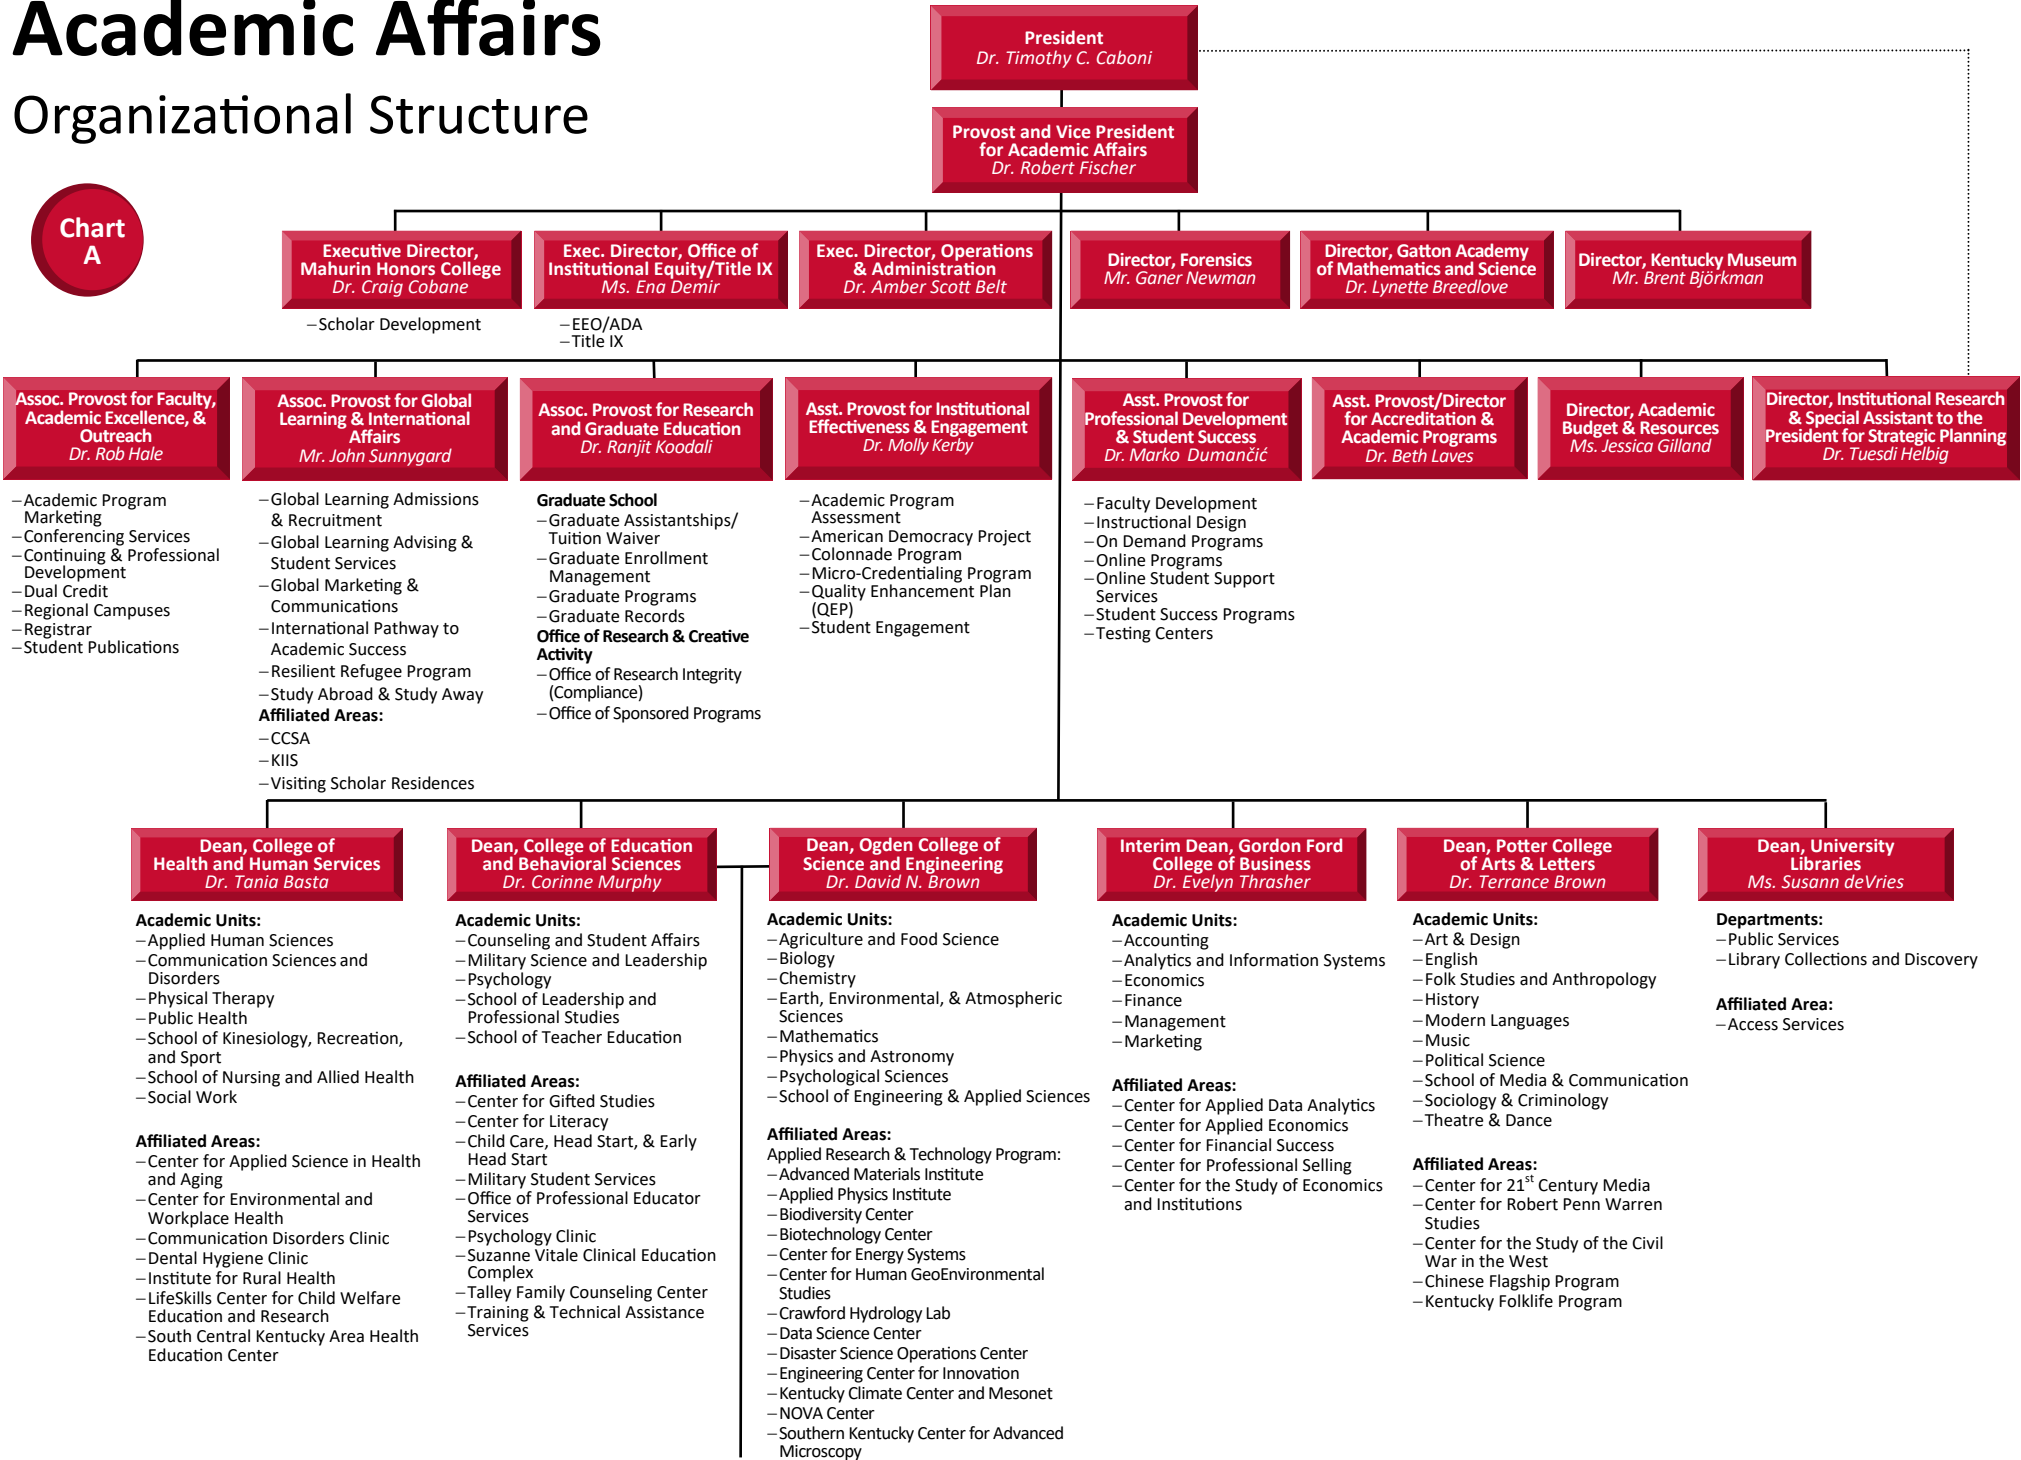 Academic Affairs
Organizational Structure
Chart
A
President
Dr. Timothy C. Caboni
Provost and Vice President
for Academic Affairs
Dr. Robert Fischer
Executive Director,
Mahurin Honors College
Dr. Craig Cobane
–Scholar Development
Exec. Director, Office of
Institutional Equity/Title IX
Ms. Ena Demir
–EEO/ADA
–Title IX
Exec. Director, Operations
& Administration
Dr. Amber Scott Belt
Director, Forensics
Mr. Ganer Newman
Director, Gatton Academy
of Mathematics and Science
Dr. Lynette Breedlove
Director, Kentucky Museum
Mr. Brent Björkman
Assoc. Provost for Faculty,
Academic Excellence, &
Outreach
Dr. Rob Hale
–Academic Program
Marketing
–Conferencing Services
–Continuing & Professional
Development
–Dual Credit
–Regional Campuses
–Registrar
–Student Publications
Assoc. Provost for Global
Learning & International
Affairs
Mr. John Sunnygard
–Global Learning Admissions
& Recruitment
–Global Learning Advising &
Student Services
–Global Marketing &
Communications
–International Pathway to
Academic Success
–Resilient Refugee Program
–Study Abroad & Study Away
Affiliated Areas:
–CCSA
–KIIS
–Visiting Scholar Residences
Assoc. Provost for Research
and Graduate Education
Dr. Ranjit Koodali
Graduate School
–Graduate Assistantships/
Tuition Waiver
–Graduate Enrollment
Management
–Graduate Programs
–Graduate Records
Office of Research & Creative
Activity
–Office of Research Integrity
(Compliance)
–Office of Sponsored Programs
Asst. Provost for Institutional
Effectiveness & Engagement
Dr. Molly Kerby
–Academic Program
Assessment
–American Democracy Project
–Colonnade Program
–Micro-Credentialing Program
–Quality Enhancement Plan
(QEP)
–Student Engagement
Asst. Provost for
Professional Development
& Student Success
Dr. Marko Dumančić
–Faculty Development
–Instructional Design
–On Demand Programs
–Online Programs
–Online Student Support
Services
–Student Success Programs
–Testing Centers
Asst. Provost/Director
for Accreditation &
Academic Programs
Dr. Beth Laves
Director, Academic
Budget & Resources
Ms. Jessica Gilland
Director, Institutional Research
& Special Assistant to the
President for Strategic Planning
Dr. Tuesdi Helbig
Dean, College of
Health and Human Services
Dr. Tania Basta
Academic Units:
–Applied Human Sciences
–Communication Sciences and
Disorders
–Physical Therapy
–Public Health
–School of Kinesiology, Recreation,
and Sport
–School of Nursing and Allied Health
–Social Work
Affiliated Areas:
–Center for Applied Science in Health
and Aging
–Center for Environmental and
Workplace Health
–Communication Disorders Clinic
–Dental Hygiene Clinic
–Institute for Rural Health
–LifeSkills Center for Child Welfare
Education and Research
–South Central Kentucky Area Health
Education Center
Dean, College of Education
and Behavioral Sciences
Dr. Corinne Murphy
Academic Units:
–Counseling and Student Affairs
–Military Science and Leadership
–Psychology
–School of Leadership and
Professional Studies
–School of Teacher Education
Affiliated Areas:
–Center for Gifted Studies
–Center for Literacy
–Child Care, Head Start, & Early
Head Start
–Military Student Services
–Office of Professional Educator
Services
–Psychology Clinic
–Suzanne Vitale Clinical Education
Complex
–Talley Family Counseling Center
–Training & Technical Assistance
Services
Dean, Ogden College of
Science and Engineering
Dr. David N. Brown
Academic Units:
–Agriculture and Food Science
–Biology
–Chemistry
–Earth, Environmental, & Atmospheric
Sciences
–Mathematics
–Physics and Astronomy
–Psychological Sciences
–School of Engineering & Applied Sciences
Affiliated Areas:
Applied Research & Technology Program:
–Advanced Materials Institute
–Applied Physics Institute
–Biodiversity Center
–Biotechnology Center
–Center for Energy Systems
–Center for Human GeoEnvironmental
Studies
–Crawford Hydrology Lab
–Data Science Center
–Disaster Science Operations Center
–Engineering Center for Innovation
–Kentucky Climate Center and Mesonet
–NOVA Center
–Southern Kentucky Center for Advanced
Microscopy
Interim Dean, Gordon Ford
College of Business
Dr. Evelyn Thrasher
Academic Units:
–Accounting
–Analytics and Information Systems
–Economics
–Finance
–Management
–Marketing
Affiliated Areas:
–Center for Applied Data Analytics
–Center for Applied Economics
–Center for Financial Success
–Center for Professional Selling
–Center for the Study of Economics
and Institutions
Dean, Potter College
of Arts & Letters
Dr. Terrance Brown
Academic Units:
–Art & Design
–English
–Folk Studies and Anthropology
–History
–Modern Languages
–Music
–Political Science
–School of Media & Communication
–Sociology & Criminology
–Theatre & Dance
Affiliated Areas:
–Center for 21st Century Media
–Center for Robert Penn Warren
Studies
–Center for the Study of the Civil
War in the West
–Chinese Flagship Program
–Kentucky Folklife Program
Dean, University
Libraries
Ms. Susann deVries
Departments:
–Public Services
–Library Collections and Discovery
Affiliated Area:
–Access Services